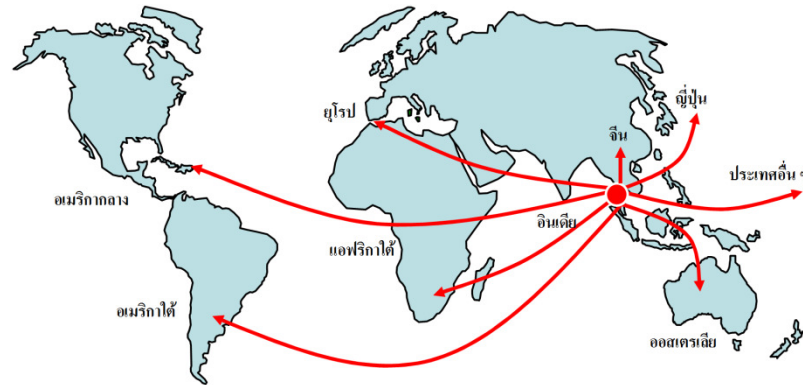 ญี่ปุ่น
ยุโรป
จีน
ประเทศอื่น ๆ
อเมริกากลาง
อินเดีย
แอฟริกาใต้
อเมริกาใต้
ออสเตรเลีย